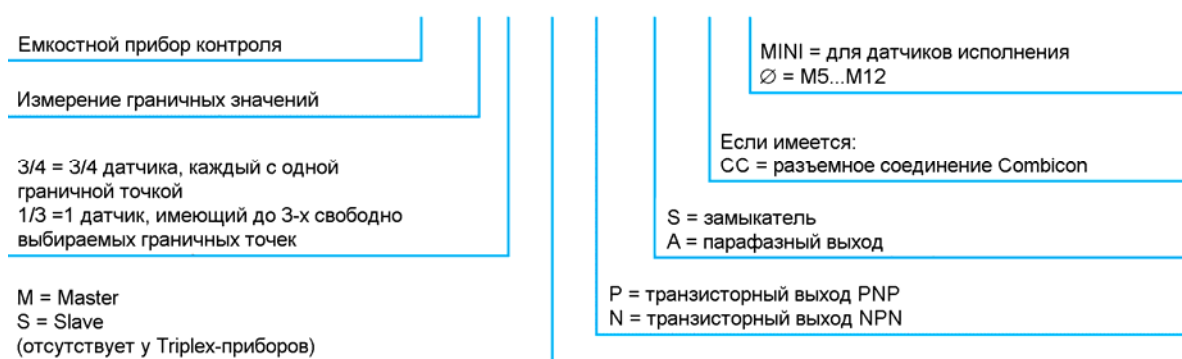 Емкостной прибор контроля
Измерение граничных значений
3/4 = 3/4 датчика, каждый с одной
граничной точкой
1/3 =1 датчик, имеющий до 3-х свободно
выбираемых граничных точек
M = Master
S = Slave
(отсутствует у Triplex-приборов)
MINI = для датчиков исполнения
∅ = M5...M12
Если имеется:
CC = разъемное соединение Combicon
S = замыкатель
A = парафазный выход
P = транзисторный выход PNP
N = транзисторный выход NPN